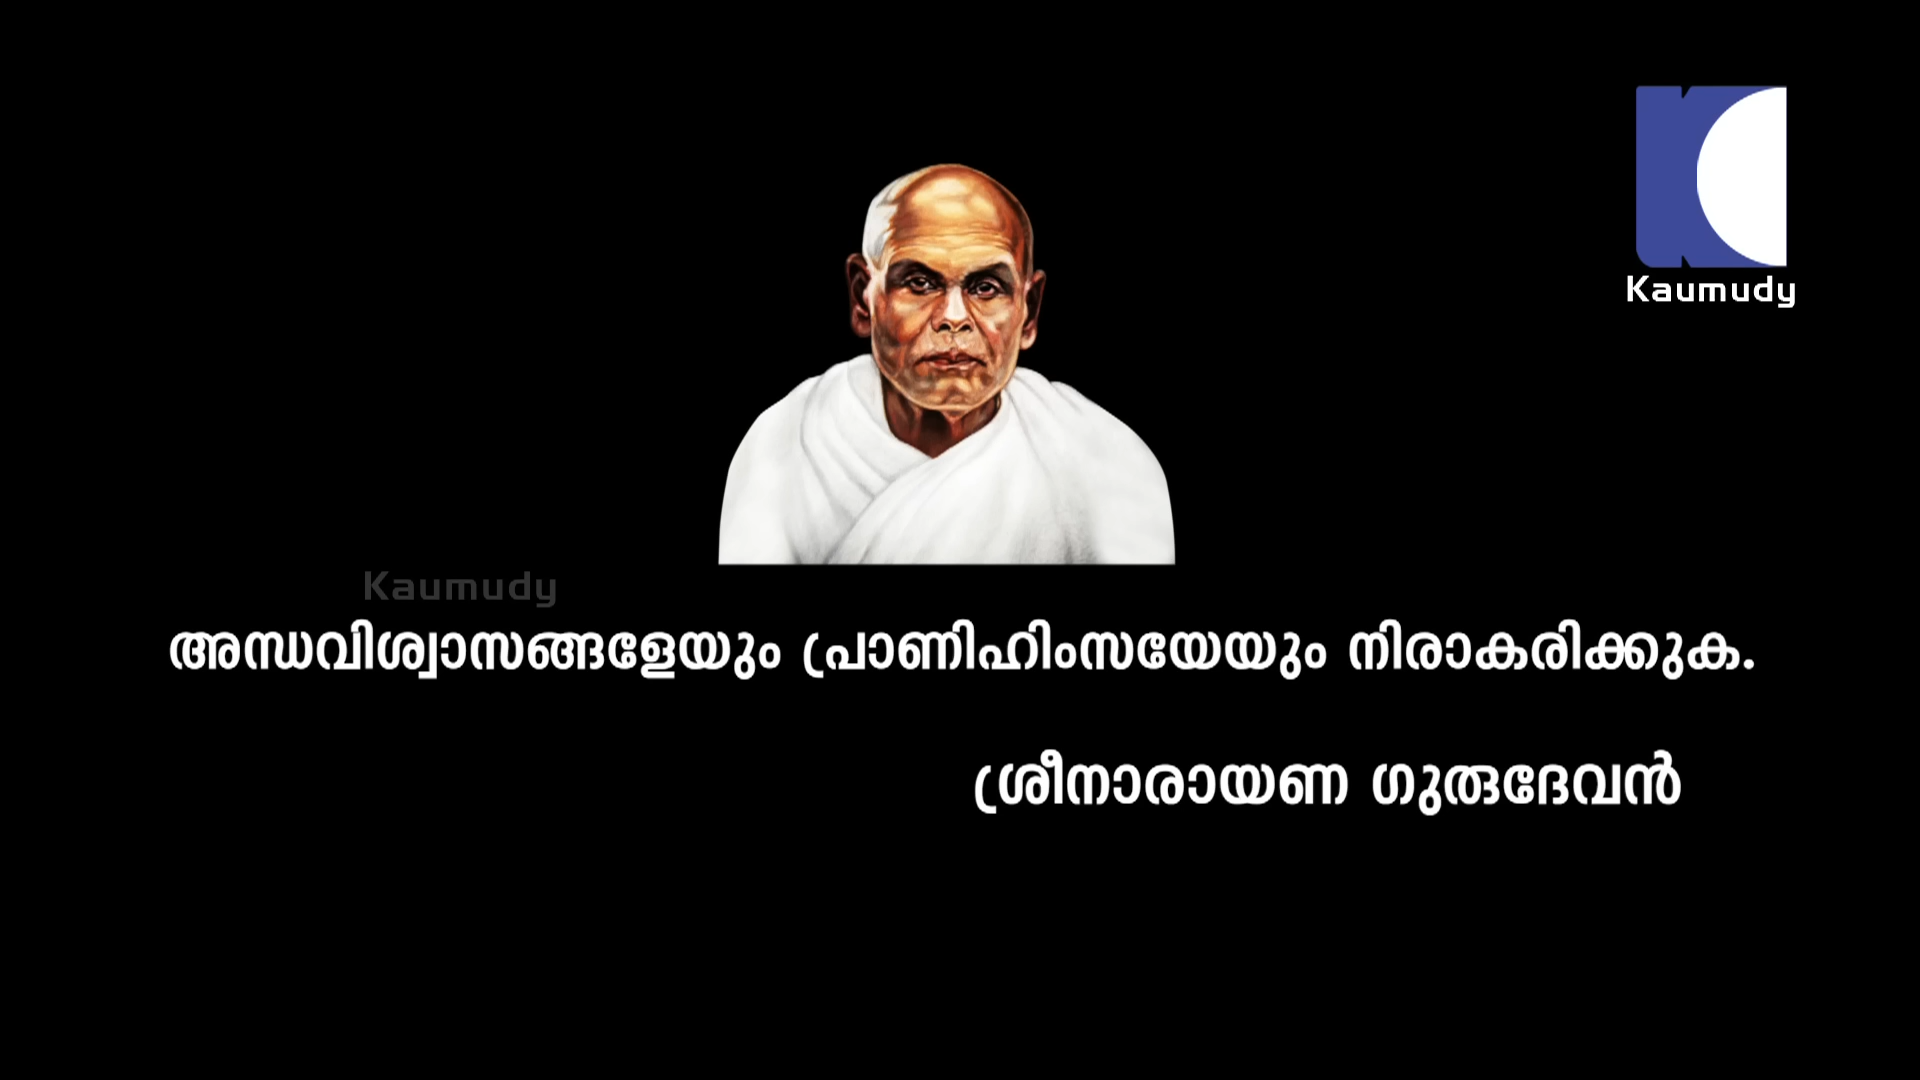 Kaumudy
Kaumudy
അന്ധവിശ്വാസങ്ങളേയും പ്രാണിഹിംസയേയും നിരാകരിക്കുക.
ശ്രീനാരായണ ഗുരുദേവൻ